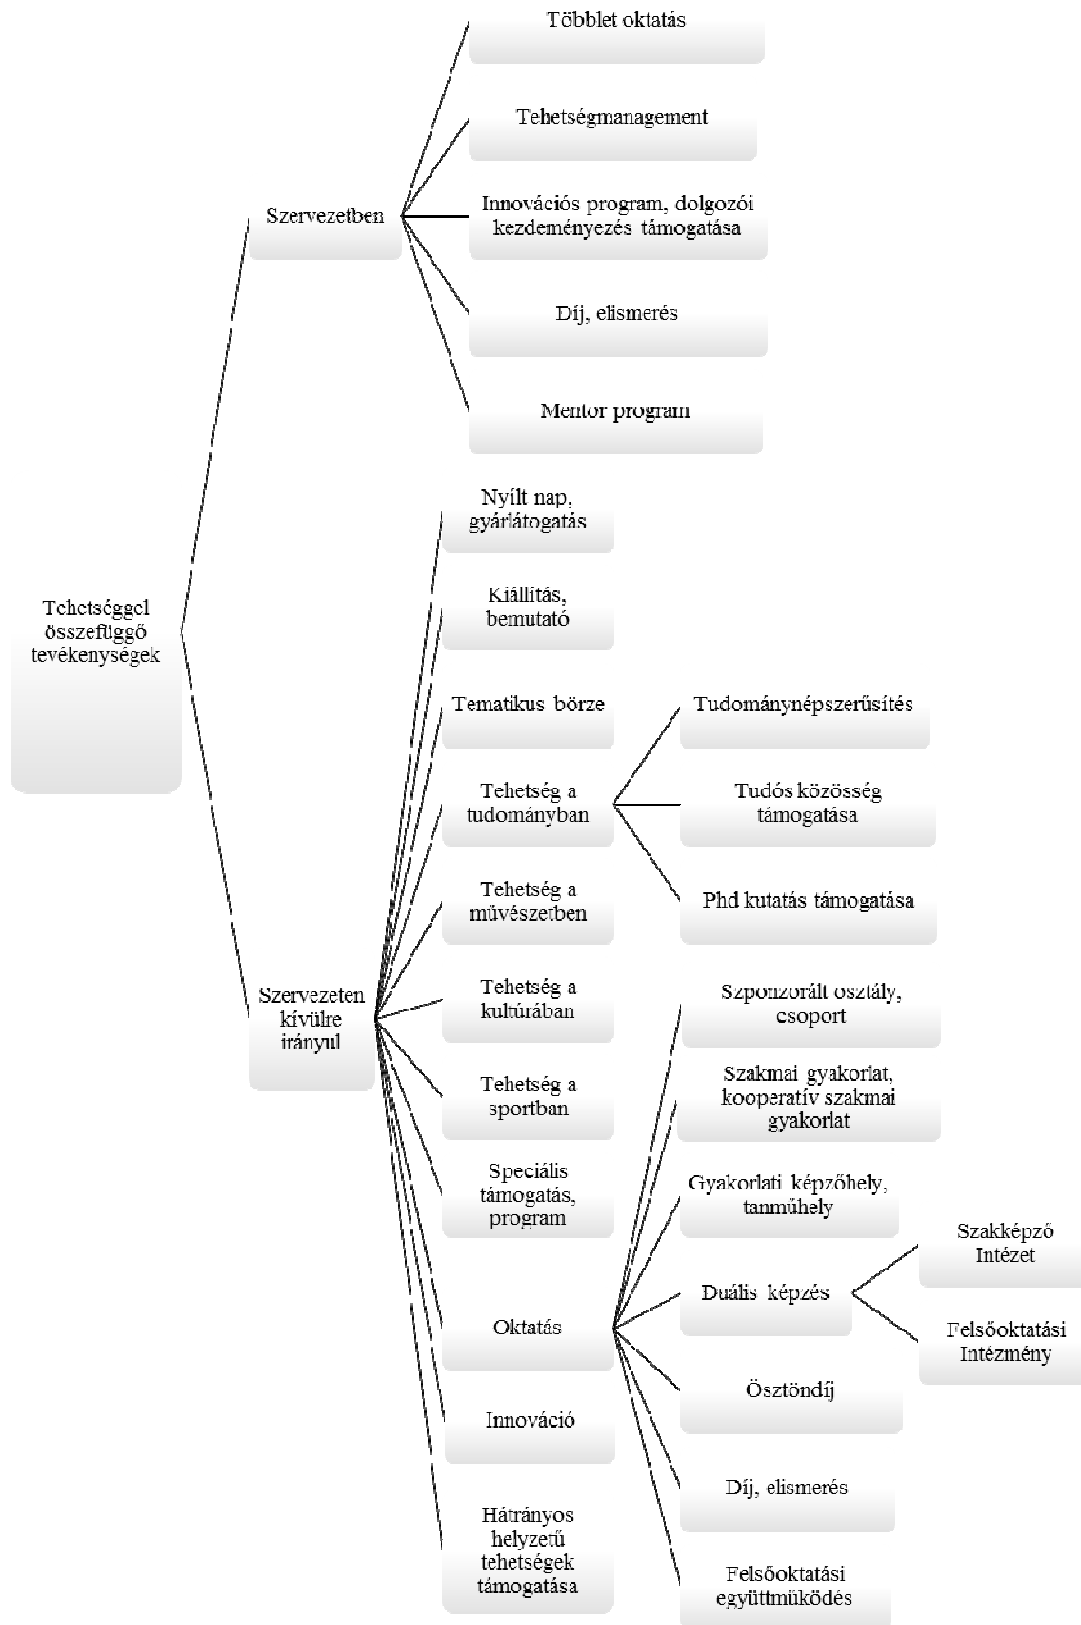 Többlet oktatás
Tehetségmanagement
Szervezetben
Innovációs program, dolgozói
kezdeményezés támogatása
Díj, elismerés
Mentor program
Nyílt nap,
gyárlátogatás
Kiállítás,
bemutató
Tehetséggel
összefüggő
tevékenységek
Tematikus börze
Tudománynépszerűsítés
Tehetség a
tudományban
Tudós közösség
támogatása
Tehetség a
művészetben
Phd kutatás támogatása
Szervezeten
kívülre
irányul
Tehetség a
kultúrában
Szponzorált osztály,
csoport
Tehetség a
sportban
Szakmai gyakorlat,
kooperatív szakmai
gyakorlat
Speciális
támogatás,
program
Gyakorlati képzőhely,
tanműhely
Szakképző
Intézet
Oktatás
Duális képzés
Felsőoktatási
Intézmény
Innováció
Ösztöndíj
Díj, elismerés
Hátrányos
helyzetű
tehetségek
támogatása
Felsőoktatási
együttműködés